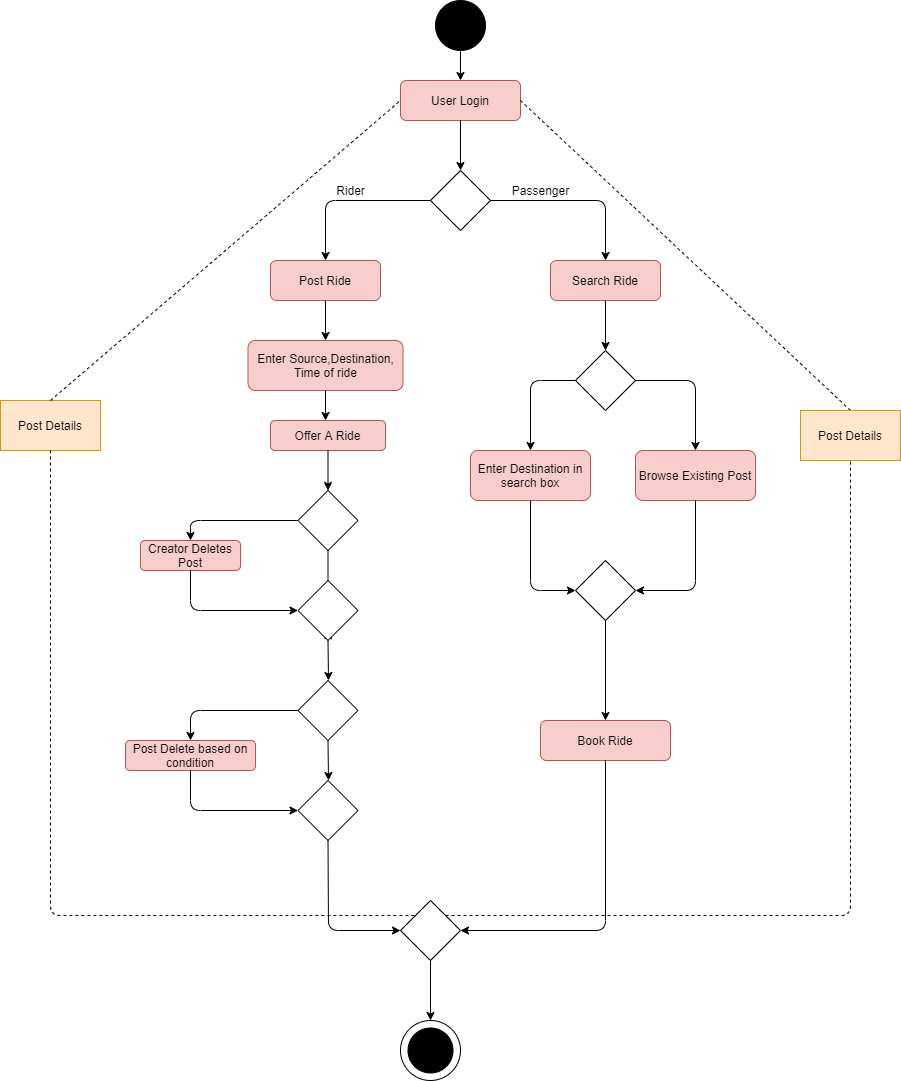 User Login
Rider
Passenger
Post Ride
Search Ride
Enter Source,Destination,
Time of ride
Post Details
Offer A Ride
Post Details
Enter Destination in
search box
Browse Existing Post
Creator Deletes
Post
Post Delete based on
condition
Book Ride